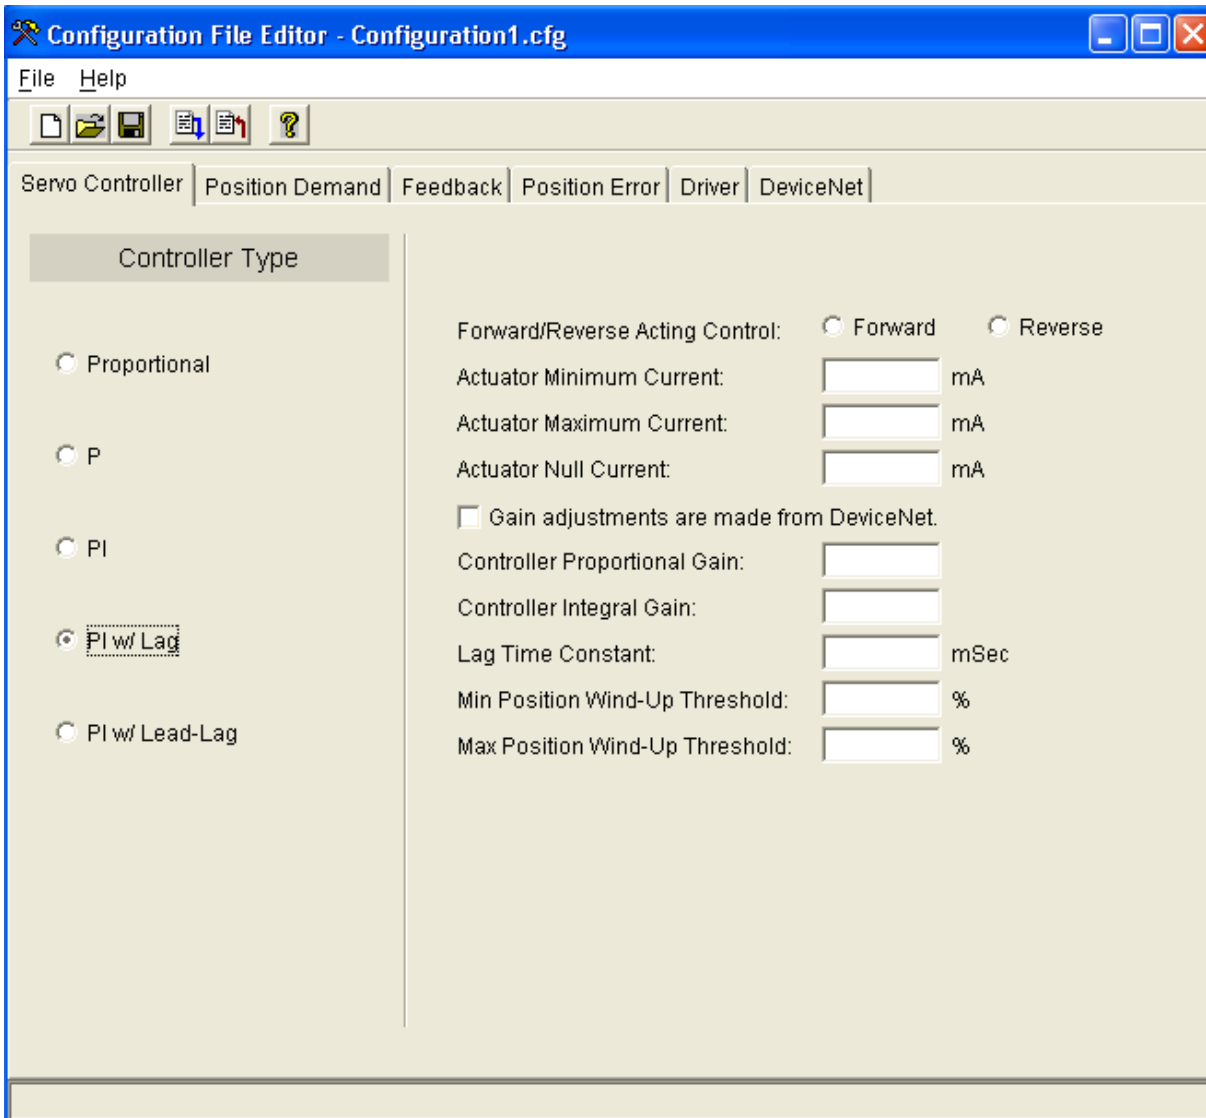 Configuration File Editor - Configuration1.cfg
File Help
Servo Controller Position Demand Feedback Position Error Driver DeviceNet
Controller Type
Proportional
P
PI
PI w/ Lag
PI w/ Lead-Lag
Forward/Reverse Acting Control: Forward Reverse
Actuator Minimum Current: mA
Actuator Maximum Current: mA
Actuator Null Current: mA
Gain adjustments are made from DeviceNet.
Controller Proportional Gain:
Controller Integral Gain:
Lag Time Constant: mSec
Min Position Wind-Up Threshold: %
Max Position Wind-Up Threshold: %